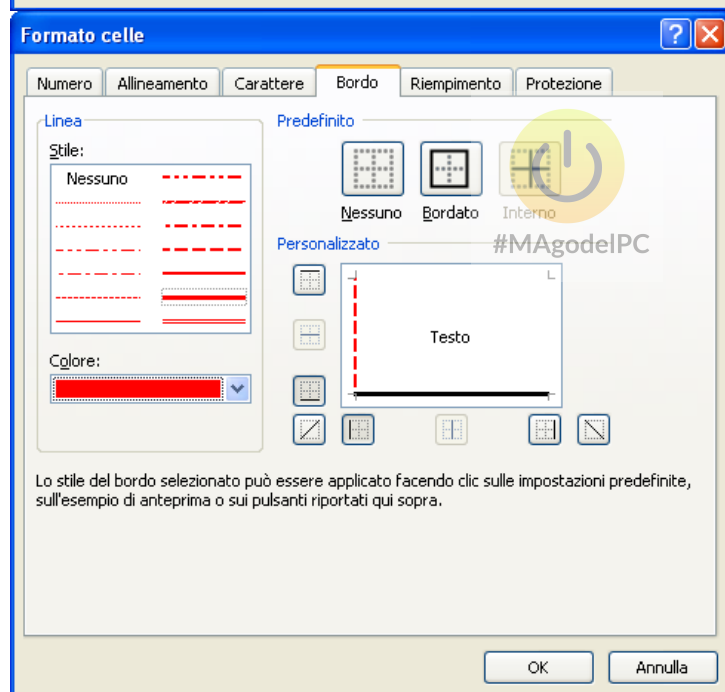 Formato celle
Numero Allineamento Carattere Bordo Riempimento Protezione
Linea
Predefinito
Stile:
Nessuno
Nessuno Bordato Interno
#MAgodelPC
Personalizzato
Testo
Colore:
Lo stile del bordo selezionato può essere applicato facendo clic sulle impostazioni predefinite,
sull'esempio di anteprima o sui pulsanti riportati qui sopra.
OK Annulla